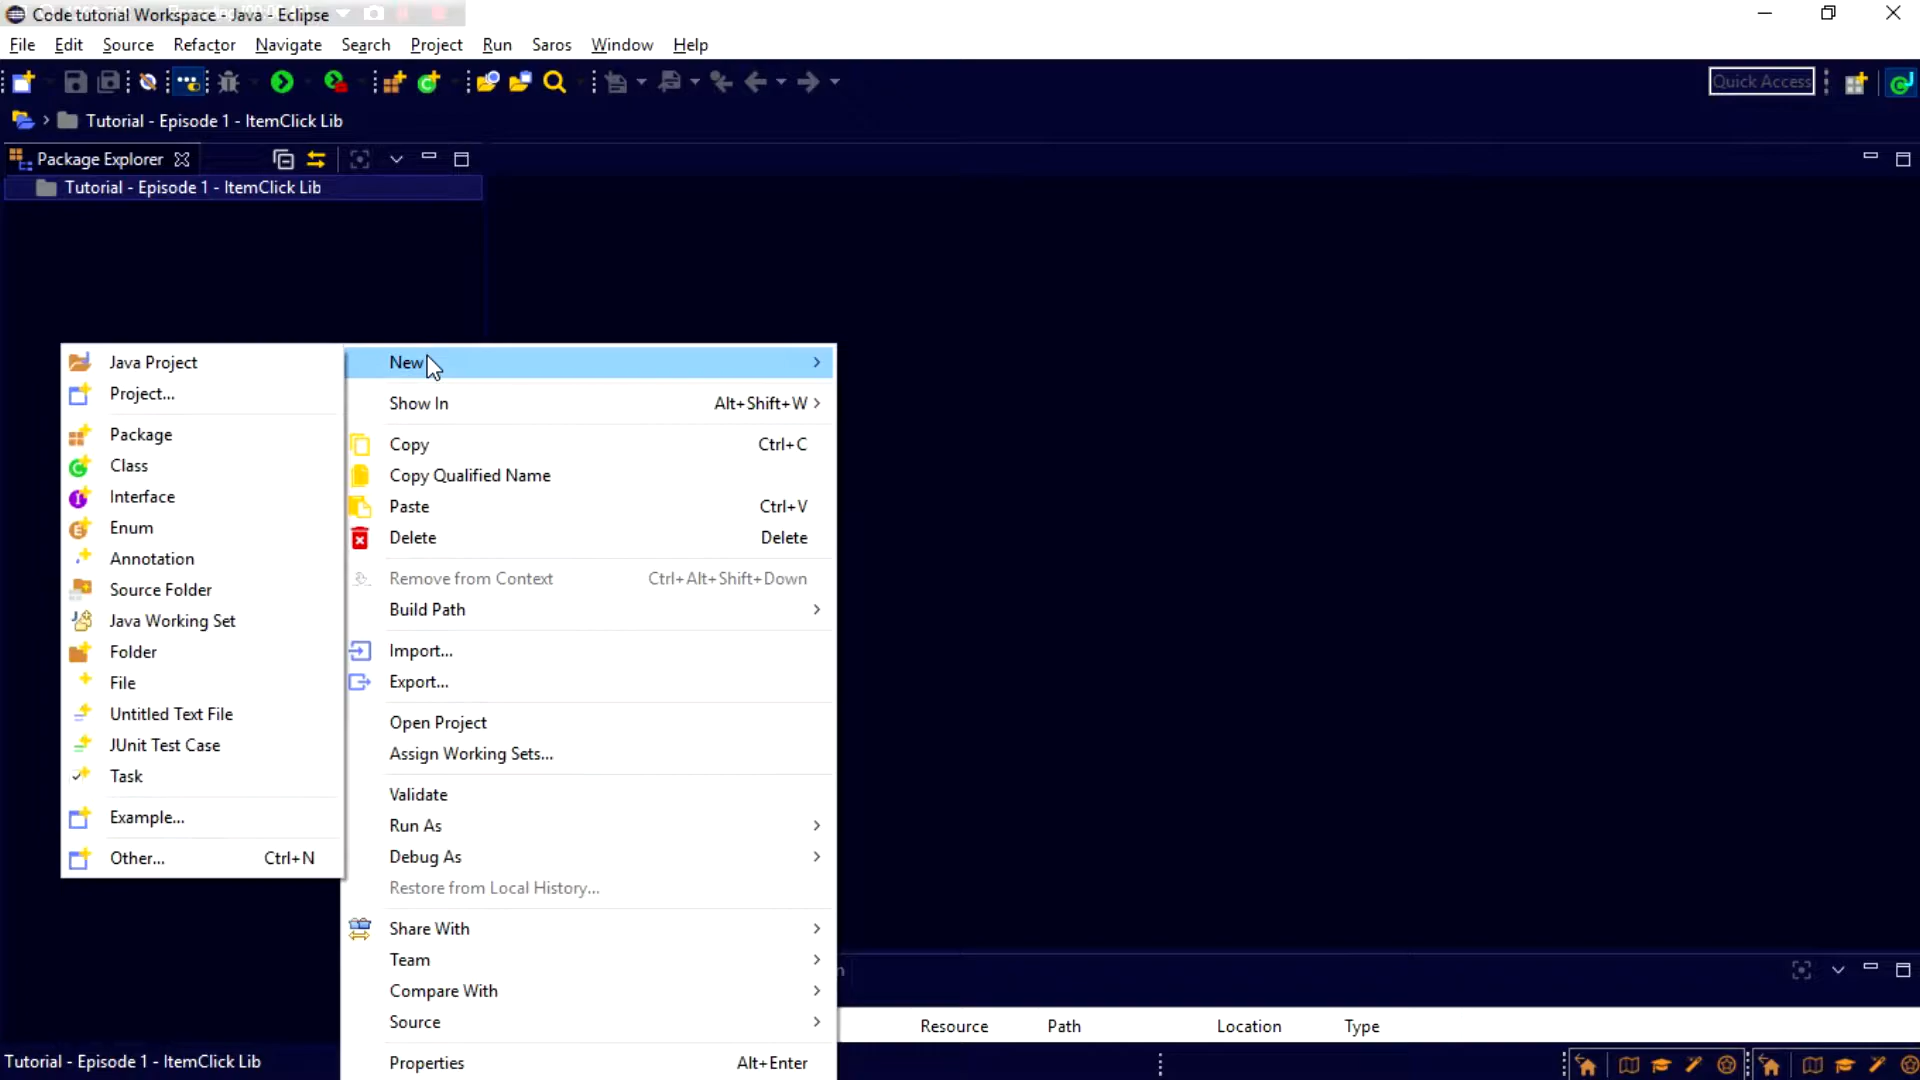 Code tutorial Workspace - Java - Eclipse
File Edit Source Refactor Navigate Search Project Run Saros Window Help
Quick Access
Tutorial - Episode 1 - ItemClick Lib
Package Explorer
Tutorial - Episode 1 - ItemClick Lib
Java Project
Project...
Package
Class
Interface
Enum
Annotation
Source Folder
Java Working Set
Folder
File
Untitled Text File
JUnit Test Case
Task
Example...
Other... Ctrl+N
New
Show In Alt+Shift+W
Copy Ctrl+C
Copy Qualified Name
Paste Ctrl+V
Delete Delete
Remove from Context Ctrl+Alt+Shift+Down
Build Path
Import...
Export...
Open Project
Assign Working Sets...
Validate
Run As
Debug As
Restore from Local History...
Share With
Team
Compare With
Source
Properties Alt+Enter
Resource Path Location Type
Tutorial - Episode 1 - ItemClick Lib